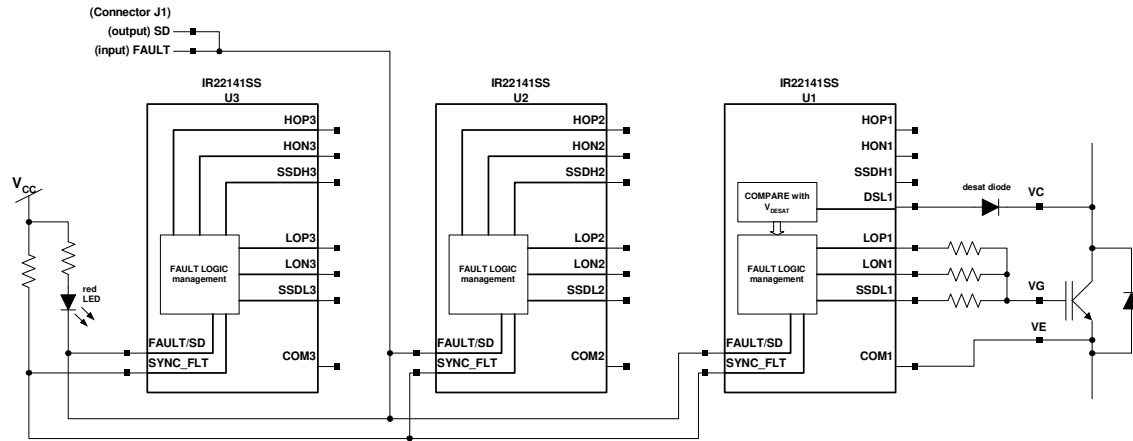 (Connector J1)
(output) SD
(input) FAULT
IR22141SS
U3
HOP3
HON3
SSDH3
LOP3
LON3
SSDL3
FAULT LOGIC
management
FAULT/SD
SYNC_FLT
COM3
VCC
red
LED
IR22141SS
U2
HOP2
HON2
SSDH2
LOP2
LON2
SSDL2
FAULT LOGIC
management
FAULT/SD
SYNC_FLT
COM2
IR22141SS
U1
HOP1
HON1
SSDH1
DSL1
COMPARE with
VDESAT
LOP1
LON1
SSDL1
FAULT LOGIC
management
FAULT/SD
SYNC_FLT
COM1
desat diode
VC
VG
VE